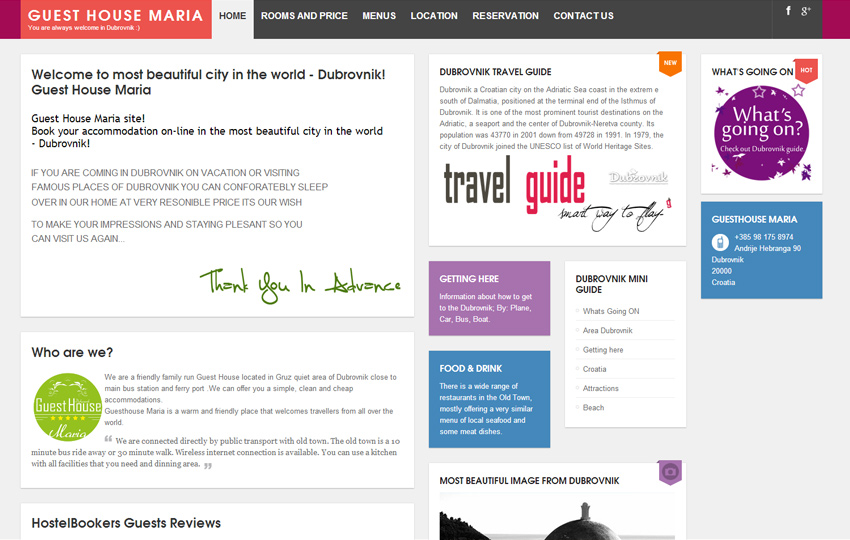 GUEST HOUSE MARIA
You are always welcome in Dubrovnik :)
HOME
ROOMS AND PRICE
MENUS
LOCATION
RESERVATION
CONTACT US
f
g+
Welcome to most beautiful city in the world - Dubrovnik!
Guest House Maria
Guest House Maria site!
Book your accommodation on-line in the most beautiful city in the world
- Dubrovnik!
IF YOU ARE COMING IN DUBROVNIK ON VACATION OR VISITING
FAMOUS PLACES OF DUBROVNIK YOU CAN CONFORATEBLY SLEEP
OVER IN OUR HOME AT VERY RESONIBLE PRICE ITS OUR WISH
TO MAKE YOUR IMPRESSIONS AND STAYING PLESANT SO YOU
CAN VISIT US AGAIN...
Thank You In Advance
Who are we?
GuestHouse
Maria
We are a friendly family run Guest House located in Gruz quiet area of Dubrovnik close to
main bus station and ferry port .We can offer you a simple, clean and cheap
accommodations.
Guesthouse Maria is a warm and friendly place that welcomes travellers from all over the
world.
“ We are connected directly by public transport with old town. The old town is a 10
minute bus ride away or 30 minute walk. Wireless internet connection is available. You can use a kitchen
with all facilities that you need and dinning area. ”
HostelBookers Guests Reviews
NEW
DUBROVNIK TRAVEL GUIDE
Dubrovnik a Croatian city on the Adriatic Sea coast in the extrem e
south of Dalmatia, positioned at the terminal end of the Isthmus of
Dubrovnik. It is one of the most prominent tourist destinations on the
Adriatic, a seaport and the center of Dubrovnik-Neretva county. Its
population was 43770 in 2001 down from 49728 in 1991. In 1979, the
city of Dubrovnik joined the UNESCO list of World Heritage Sites.
travel guide
Dubrovnik
smart way to play.
GETTING HERE
Information about how to get
to the Dubrovnik; By: Plane,
Car, Bus, Boat.
FOOD & DRINK
There is a wide range of
restaurants in the Old Town,
mostly offering a very similar
menu of local seafood and
some meat dishes.
DUBROVNIK MINI
GUIDE
Whats Going ON
Area Dubrovnik
Getting here
Croatia
Attractions
Beach
MOST BEAUTIFUL IMAGE FROM DUBROVNIK
WHAT'S GOING ON
HOT
What's
going on?
Check out Dubrovnik guide.
GUESTHOUSE MARIA
+385 98 175 8974
Andrije Hebranga 90
Dubrovnik
20000
Croatia